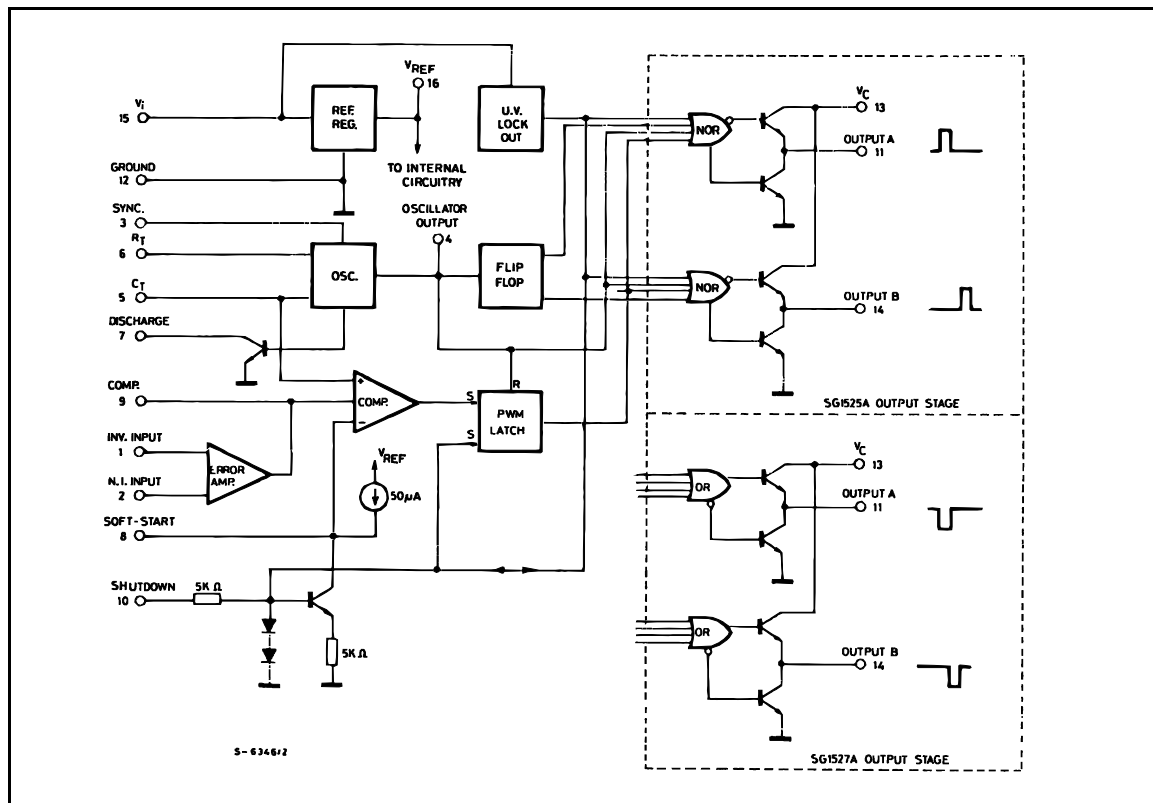 Vi
15
GROUND
12
SYNC.
3
RT
6
CT
5
DISCHARGE
7
COMP.
9
INV. INPUT
1
N.I. INPUT
2
SOFT-START
8
SHUTDOWN
10
5KΩ
5KΩ
REF.
REG.
VREF
16
TO INTERNAL
CIRCUITRY
U.V.
LOCK
OUT
OSCILLATOR
OUTPUT
4
OSC.
FLIP
FLOP
+
COMP.
-
ERROR
AMP.
S
R
S
PWM
LATCH
VREF
50µA
NOR
VC
13
OUTPUT A
11
NOR
OUTPUT B
14
SG1525A OUTPUT STAGE
OR
VC
13
OUTPUT A
11
OR
OUTPUT B
14
SG1527A OUTPUT STAGE
S-6346/2